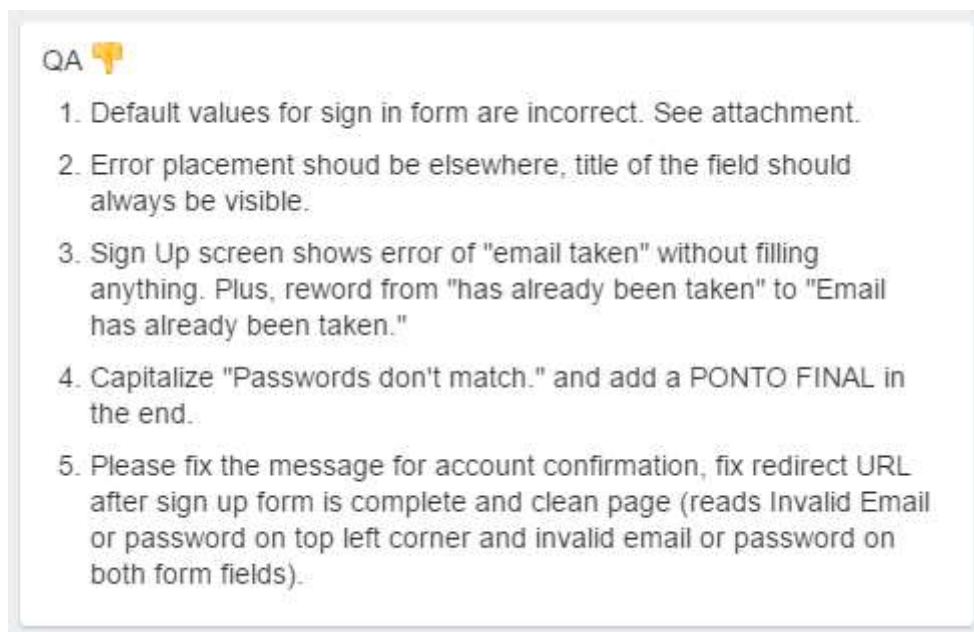 QA 👎
1. Default values for sign in form are incorrect. See attachment.
2. Error placement shoud be elsewhere, title of the field should
always be visible.
3. Sign Up screen shows error of "email taken" without filling
anything. Plus, reword from "has already been taken" to "Email
has already been taken."
4. Capitalize "Passwords don't match." and add a PONTO FINAL in
the end.
5. Please fix the message for account confirmation, fix redirect URL
after sign up form is complete and clean page (reads Invalid Email
or password on top left corner and invalid email or password on
both form fields).